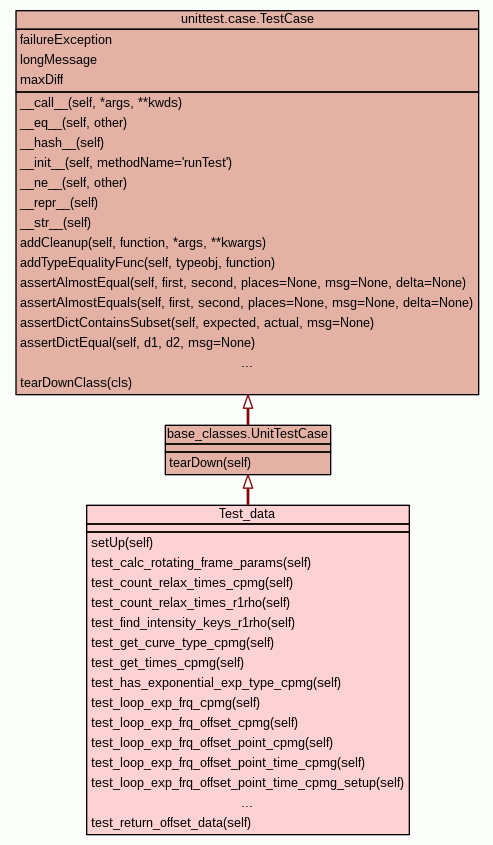 unittest.case.TestCase
failureException
longMessage
maxDiff
__call__(self, *args, **kwds)
__eq__(self, other)
__hash__(self)
__init__(self, methodName='runTest')
__ne__(self, other)
__repr__(self)
__str__(self)
addCleanup(self, function, *args, **kwargs)
addTypeEqualityFunc(self, typeobj, function)
assertAlmostEqual(self, first, second, places=None, msg=None, delta=None)
assertAlmostEquals(self, first, second, places=None, msg=None, delta=None)
assertDictContainsSubset(self, expected, actual, msg=None)
assertDictEqual(self, d1, d2, msg=None)
...
tearDownClass(cls)
base_classes.UnitTestCase
tearDown(self)
Test_data
setUp(self)
test_calc_rotating_frame_params(self)
test_count_relax_times_cpmg(self)
test_count_relax_times_r1rho(self)
test_find_intensity_keys_r1rho(self)
test_get_curve_type_cpmg(self)
test_get_times_cpmg(self)
test_has_exponential_exp_type_cpmg(self)
test_loop_exp_frq_cpmg(self)
test_loop_exp_frq_offset_cpmg(self)
test_loop_exp_frq_offset_point_cpmg(self)
test_loop_exp_frq_offset_point_time_cpmg(self)
test_loop_exp_frq_offset_point_time_cpmg_setup(self)
...
test_return_offset_data(self)